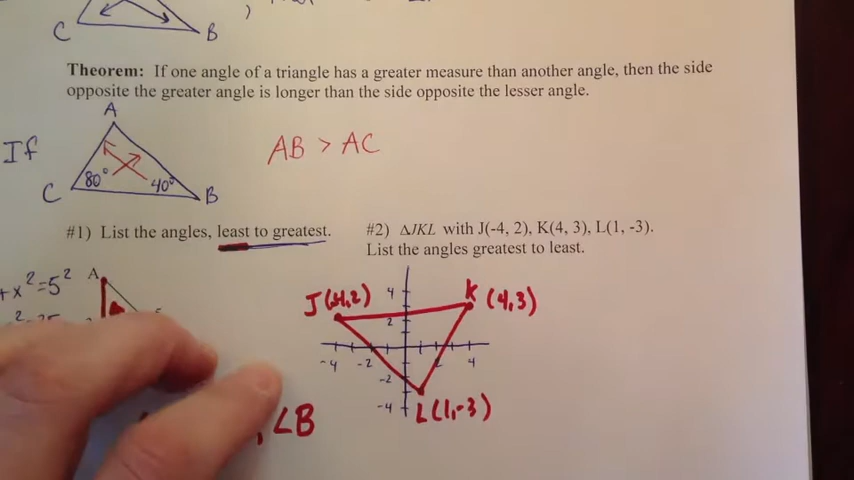 C
B
Theorem: If one angle of a triangle has a greater measure than another angle, then the side
opposite the greater angle is longer than the side opposite the lesser angle.
A
If
AB > AC
80°
40°
C
B
#1) List the angles, least to greatest.
#2) ΔJKL with J(-4, 2), K(4, 3), L(1, -3).
List the angles greatest to least.
+x²=5²
A
J(-4,2)
4
K (4,3)
2
-4
-2
2
4
-2
-4
L(1,-3)
, ∠B